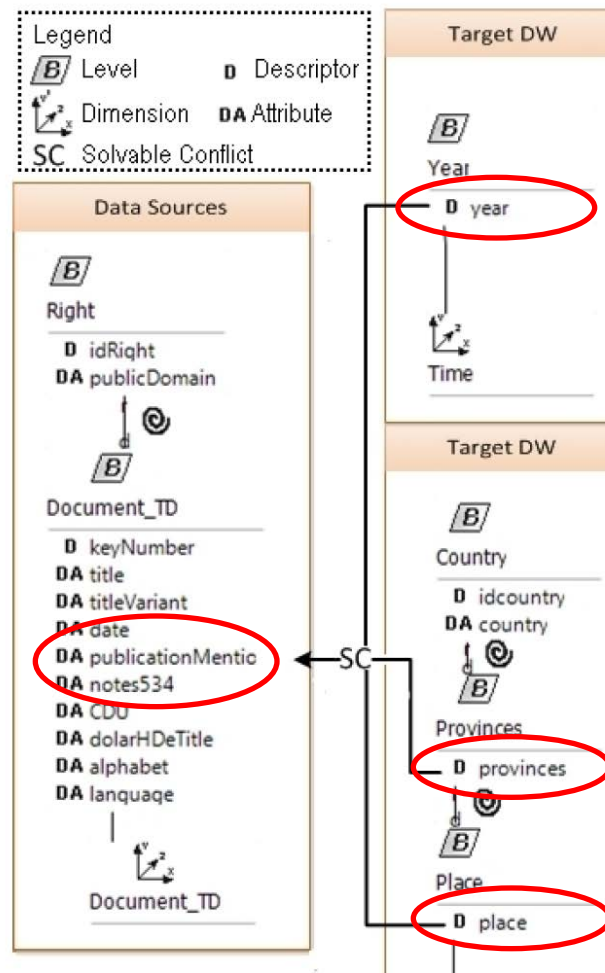 Legend
B Level D Descriptor
Dimension DA Attribute
SC Solvable Conflict
Data Sources
B
Right
D idRight
DA publicDomain
B
Document_TD
D keyNumber
DA title
DA titleVariant
DA date
DA publicationMentio
DA notes534
DA CDU
DA dolarHDeTitle
DA alphabet
DA language
Document_TD
SC
Target DW
B
Year
D year
Time
Target DW
B
Country
D idcountry
DA country
B
Provinces
D provinces
B
Place
D place